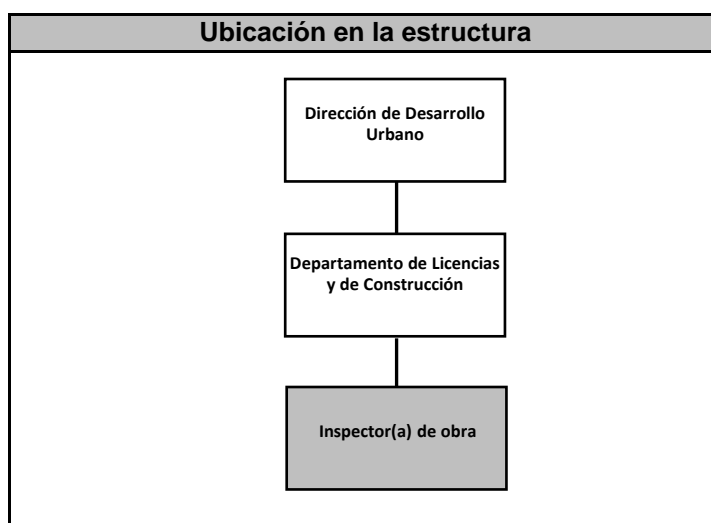 Ubicación en la estructura
Dirección de Desarrollo
Urbano
Departamento de Licencias
y de Construcción
Inspector(a) de obra